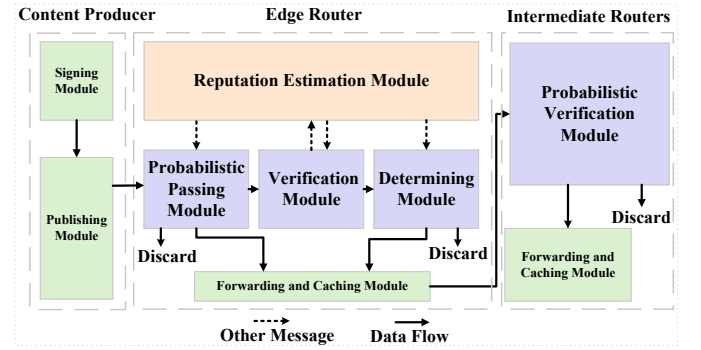 Content Producer
Edge Router
Intermediate Routers
Signing
Module
Publishing
Module
Reputation Estimation Module
Probabilistic
Passing
Module
Verification
Module
Determining
Module
Discard
Discard
Forwarding and Caching Module
Probabilistic
Verification
Module
Discard
Forwarding and
Caching Module
Other Message
Data Flow